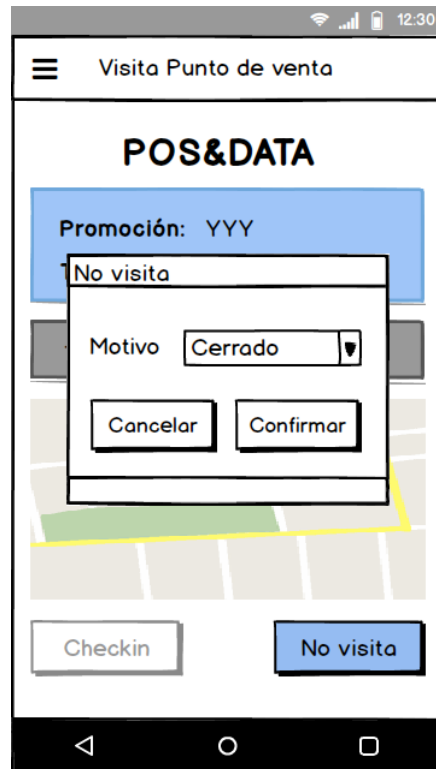 12:30
Visita Punto de venta
POS&DATA
Promoción: YYY
No visita
Motivo Cerrado
Cancelar Confirmar
Checkin No visita